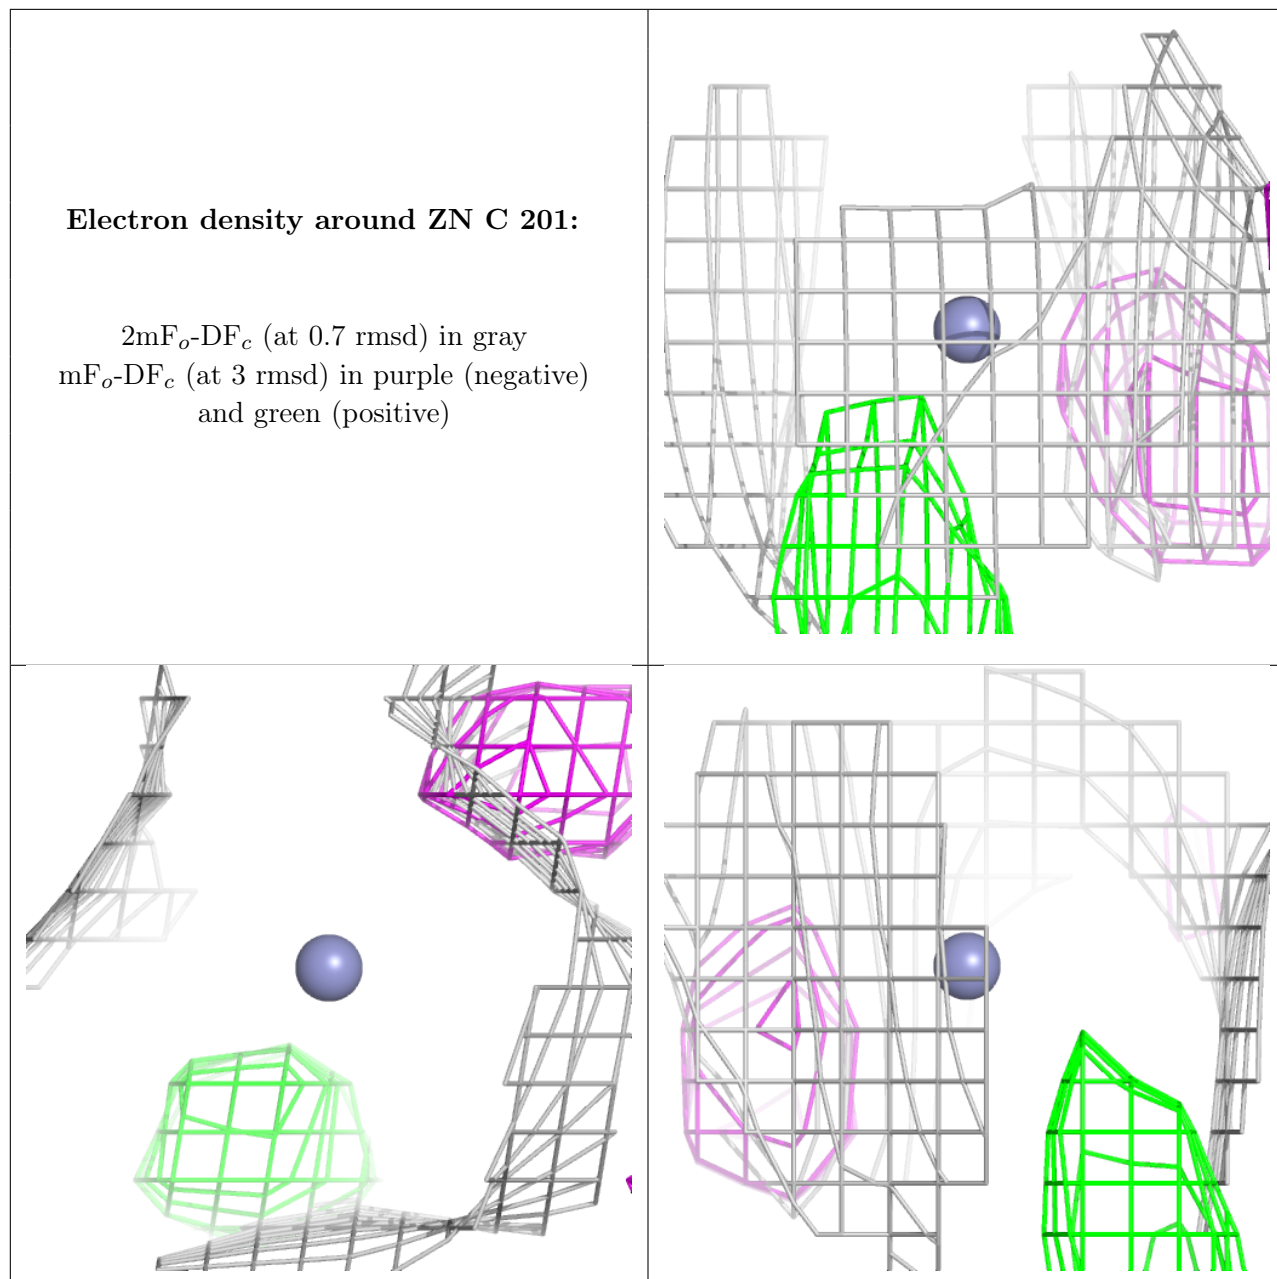 Electron density around ZN C 201:
2mFₒ-DF𝒸 (at 0.7 rmsd) in gray
mFₒ-DF𝒸 (at 3 rmsd) in purple (negative)
and green (positive)